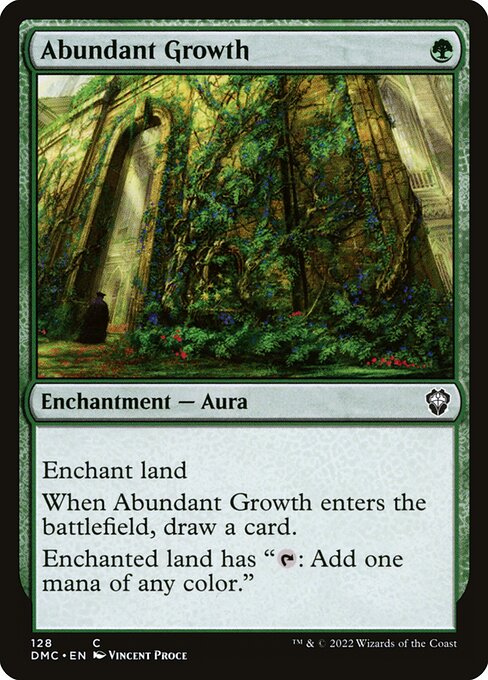 Abundant Growth
Enchantment — Aura
Enchant land
When Abundant Growth enters the
battlefield, draw a card.
Enchanted land has “: Add one
mana of any color.”
128 C
DMC • EN Vincent Proce
™ & © 2022 Wizards of the Coast